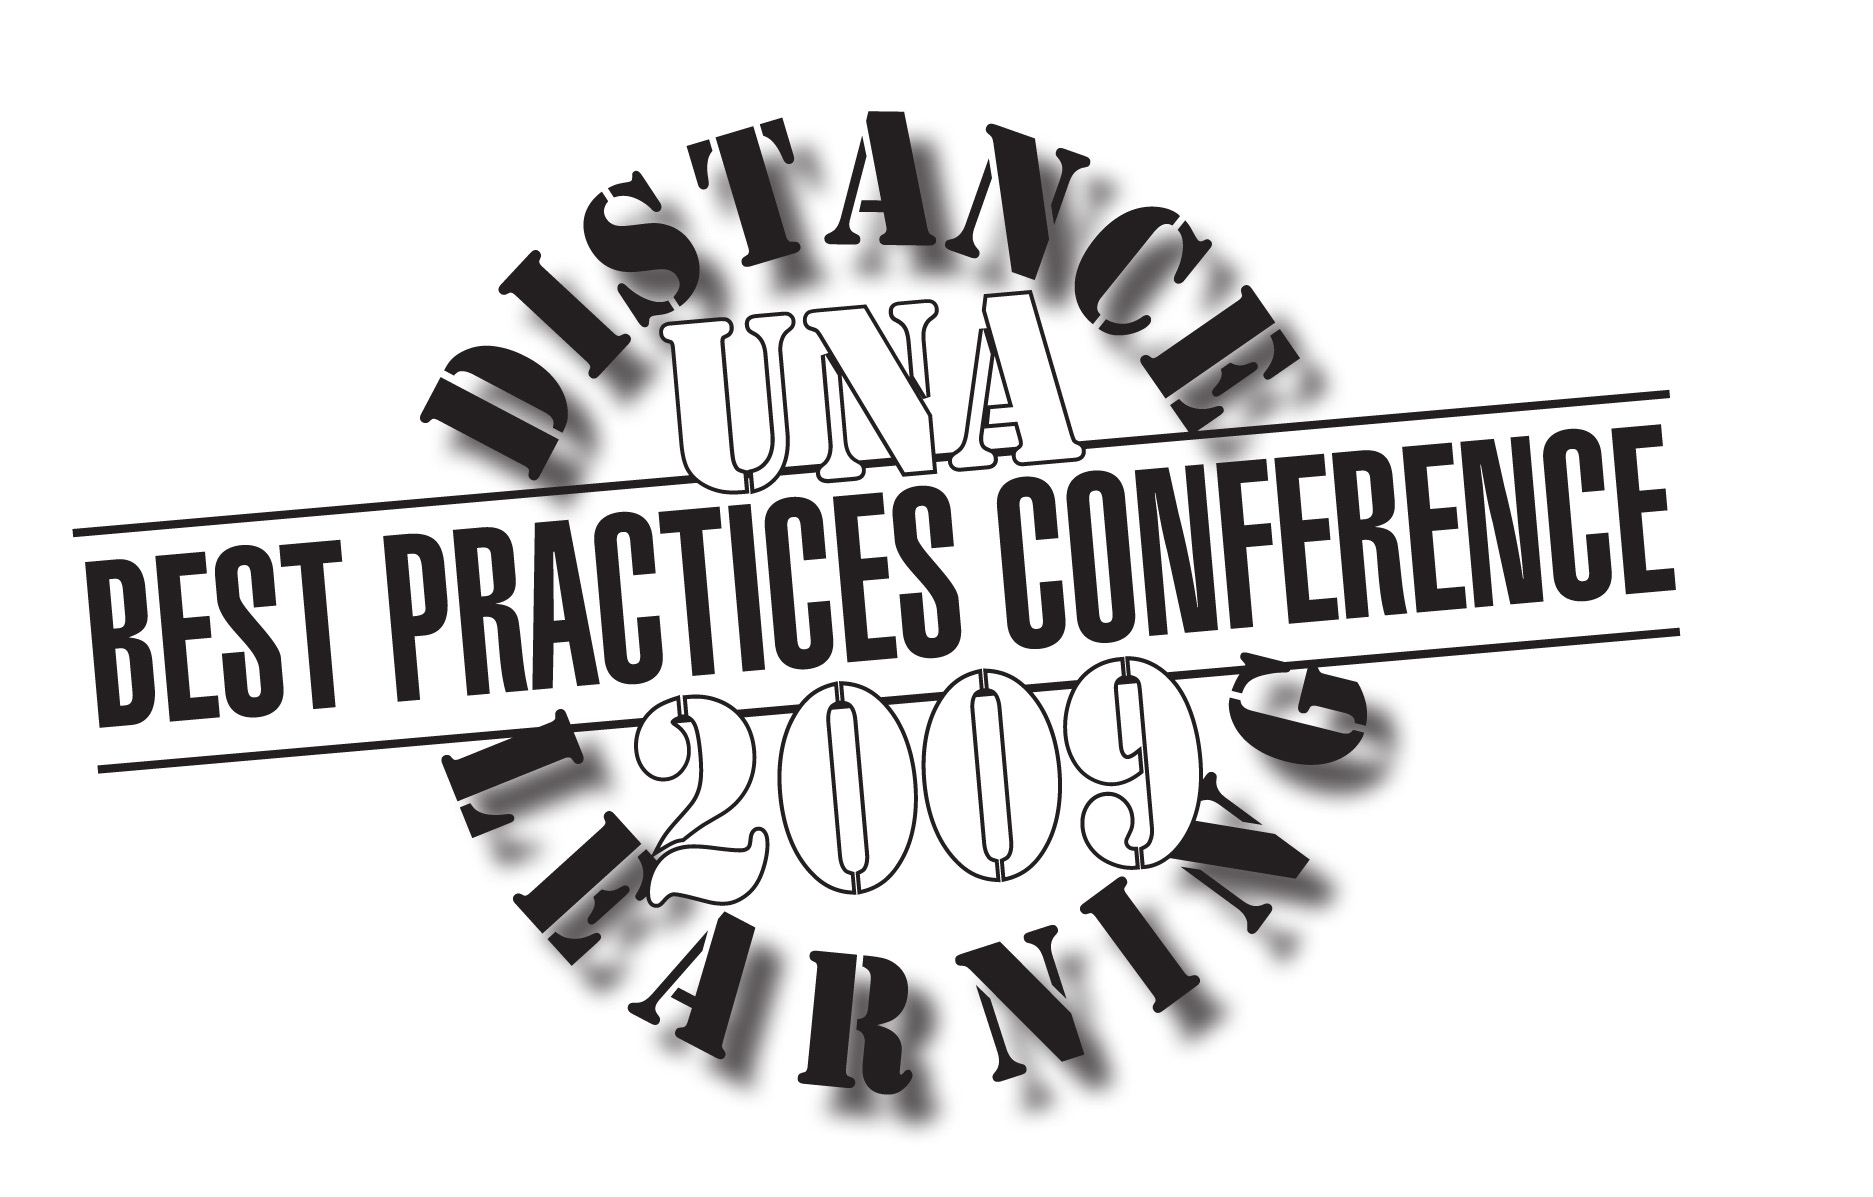 DISTANCE
UNA
BEST PRACTICES CONFERENCE
2009
LEARNING